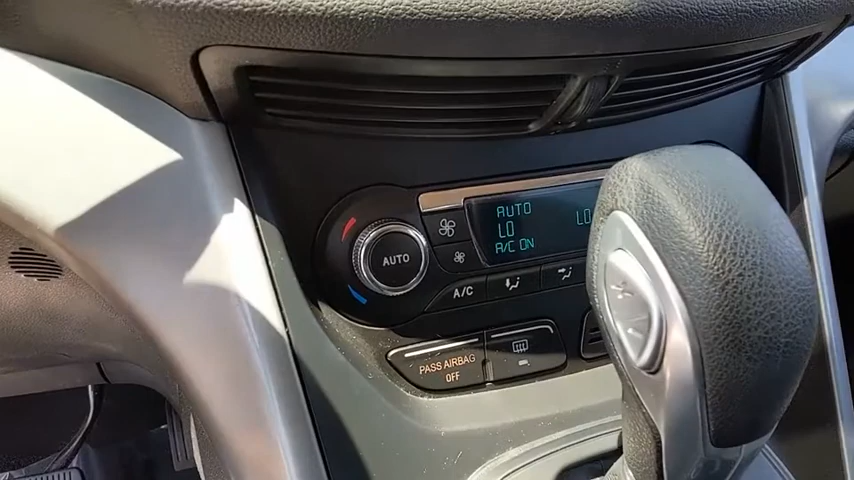 AUTO
LO LO
A/C ON
AUTO
A/C
PASS AIRBAG
OFF
+
-